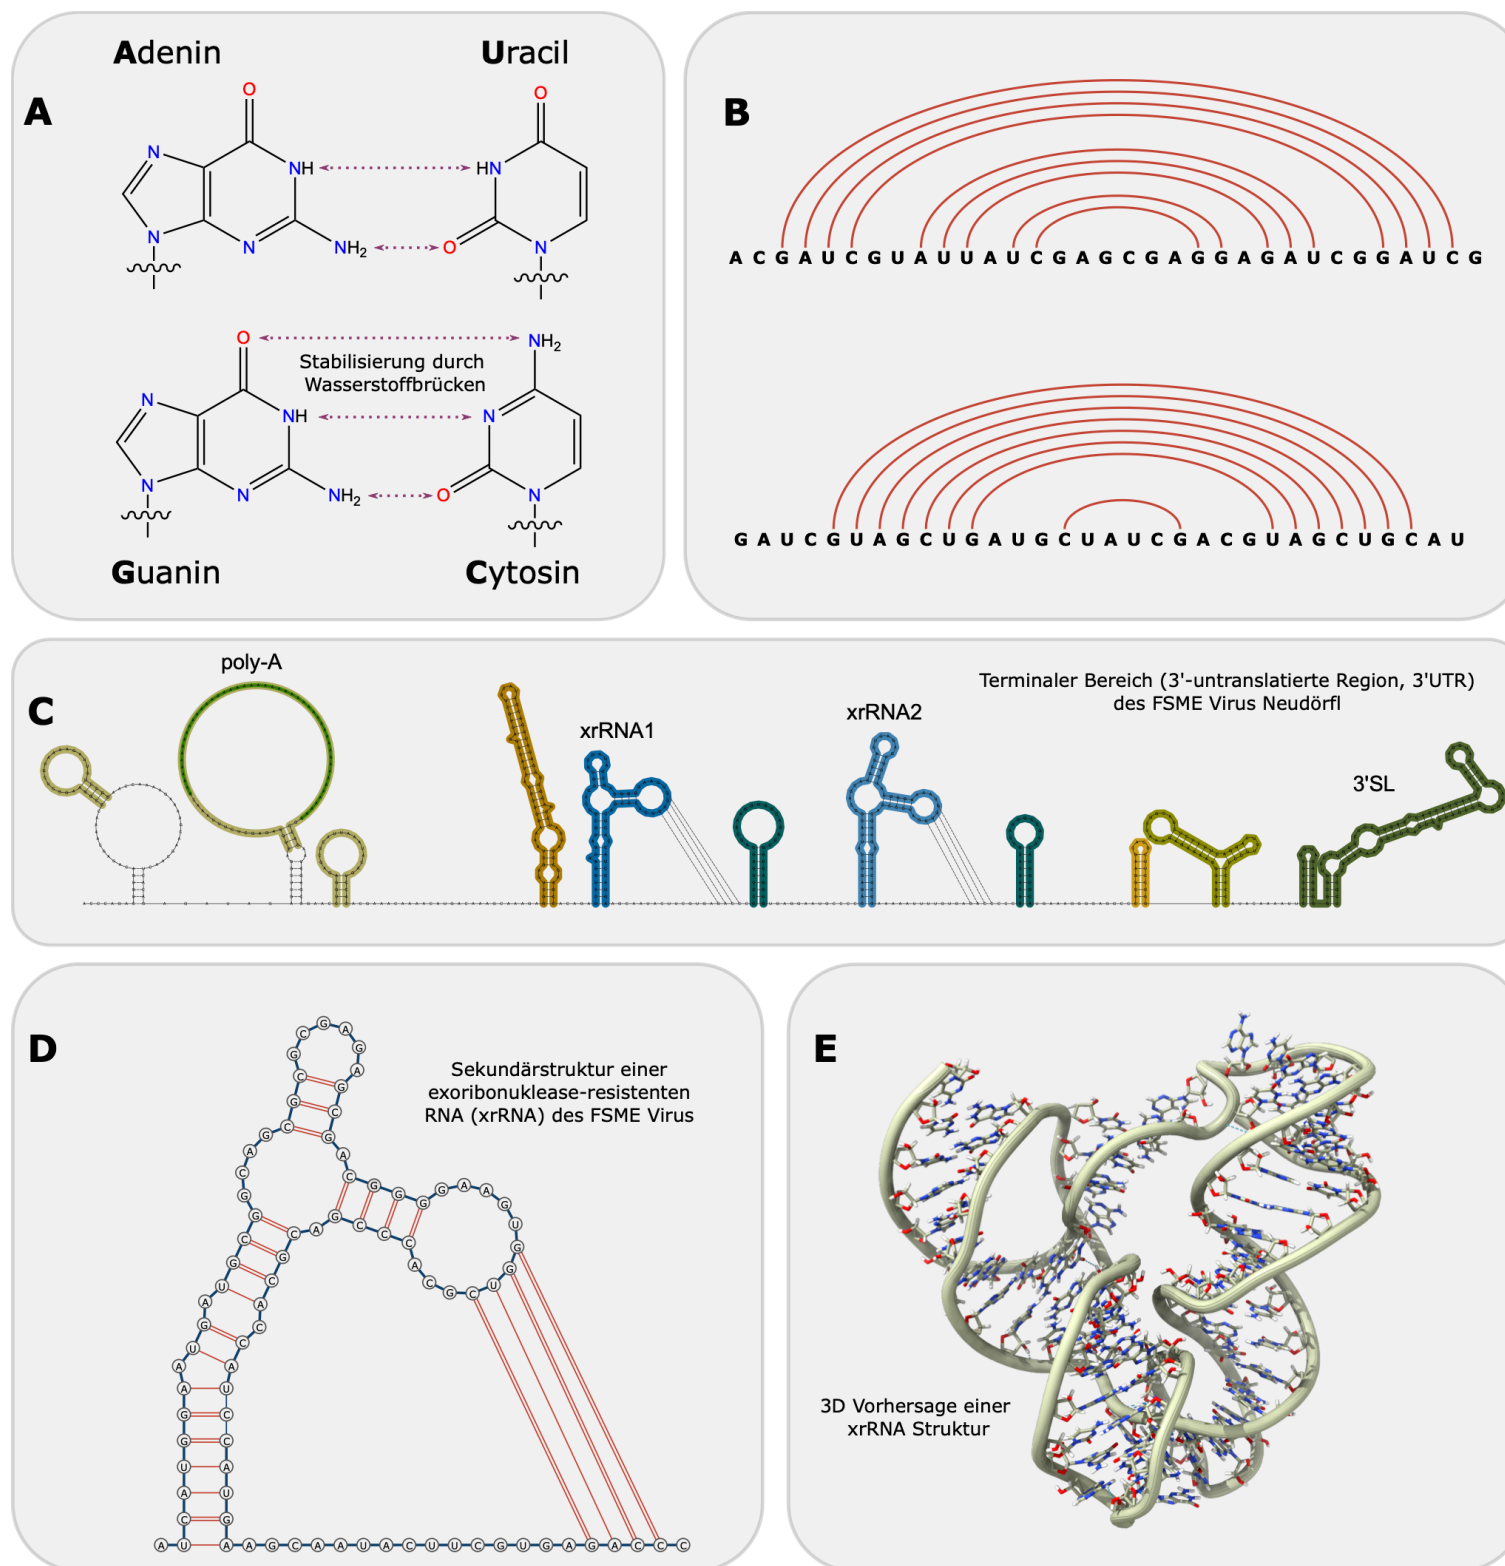 Adenin
Uracil
A
O
O
N
NH
HN
N
N
NH₂
O
N
O
NH₂
Stabilisierung durch
Wasserstoffbrücken
N
NH
N
N
N
NH₂
O
N
Guanin
Cytosin
B
A C G A U C G U A U U A U C G A G C G A G G A G A U C G G A U C G
G A U C G U A G C U G A U G C U A U C G A C G U A G C U G C A U
C
poly-A
xrRNA1
xrRNA2
Terminaler Bereich (3'-untranslatierte Region, 3'UTR)
des FSME Virus Neudörfl
3'SL
D
Sekundärstruktur einer
exoribonuklease-resistenten
RNA (xrRNA) des FSME Virus
A U A A G C A A U A C U U C G U G A G A C C C
E
3D Vorhersage einer
xrRNA Struktur